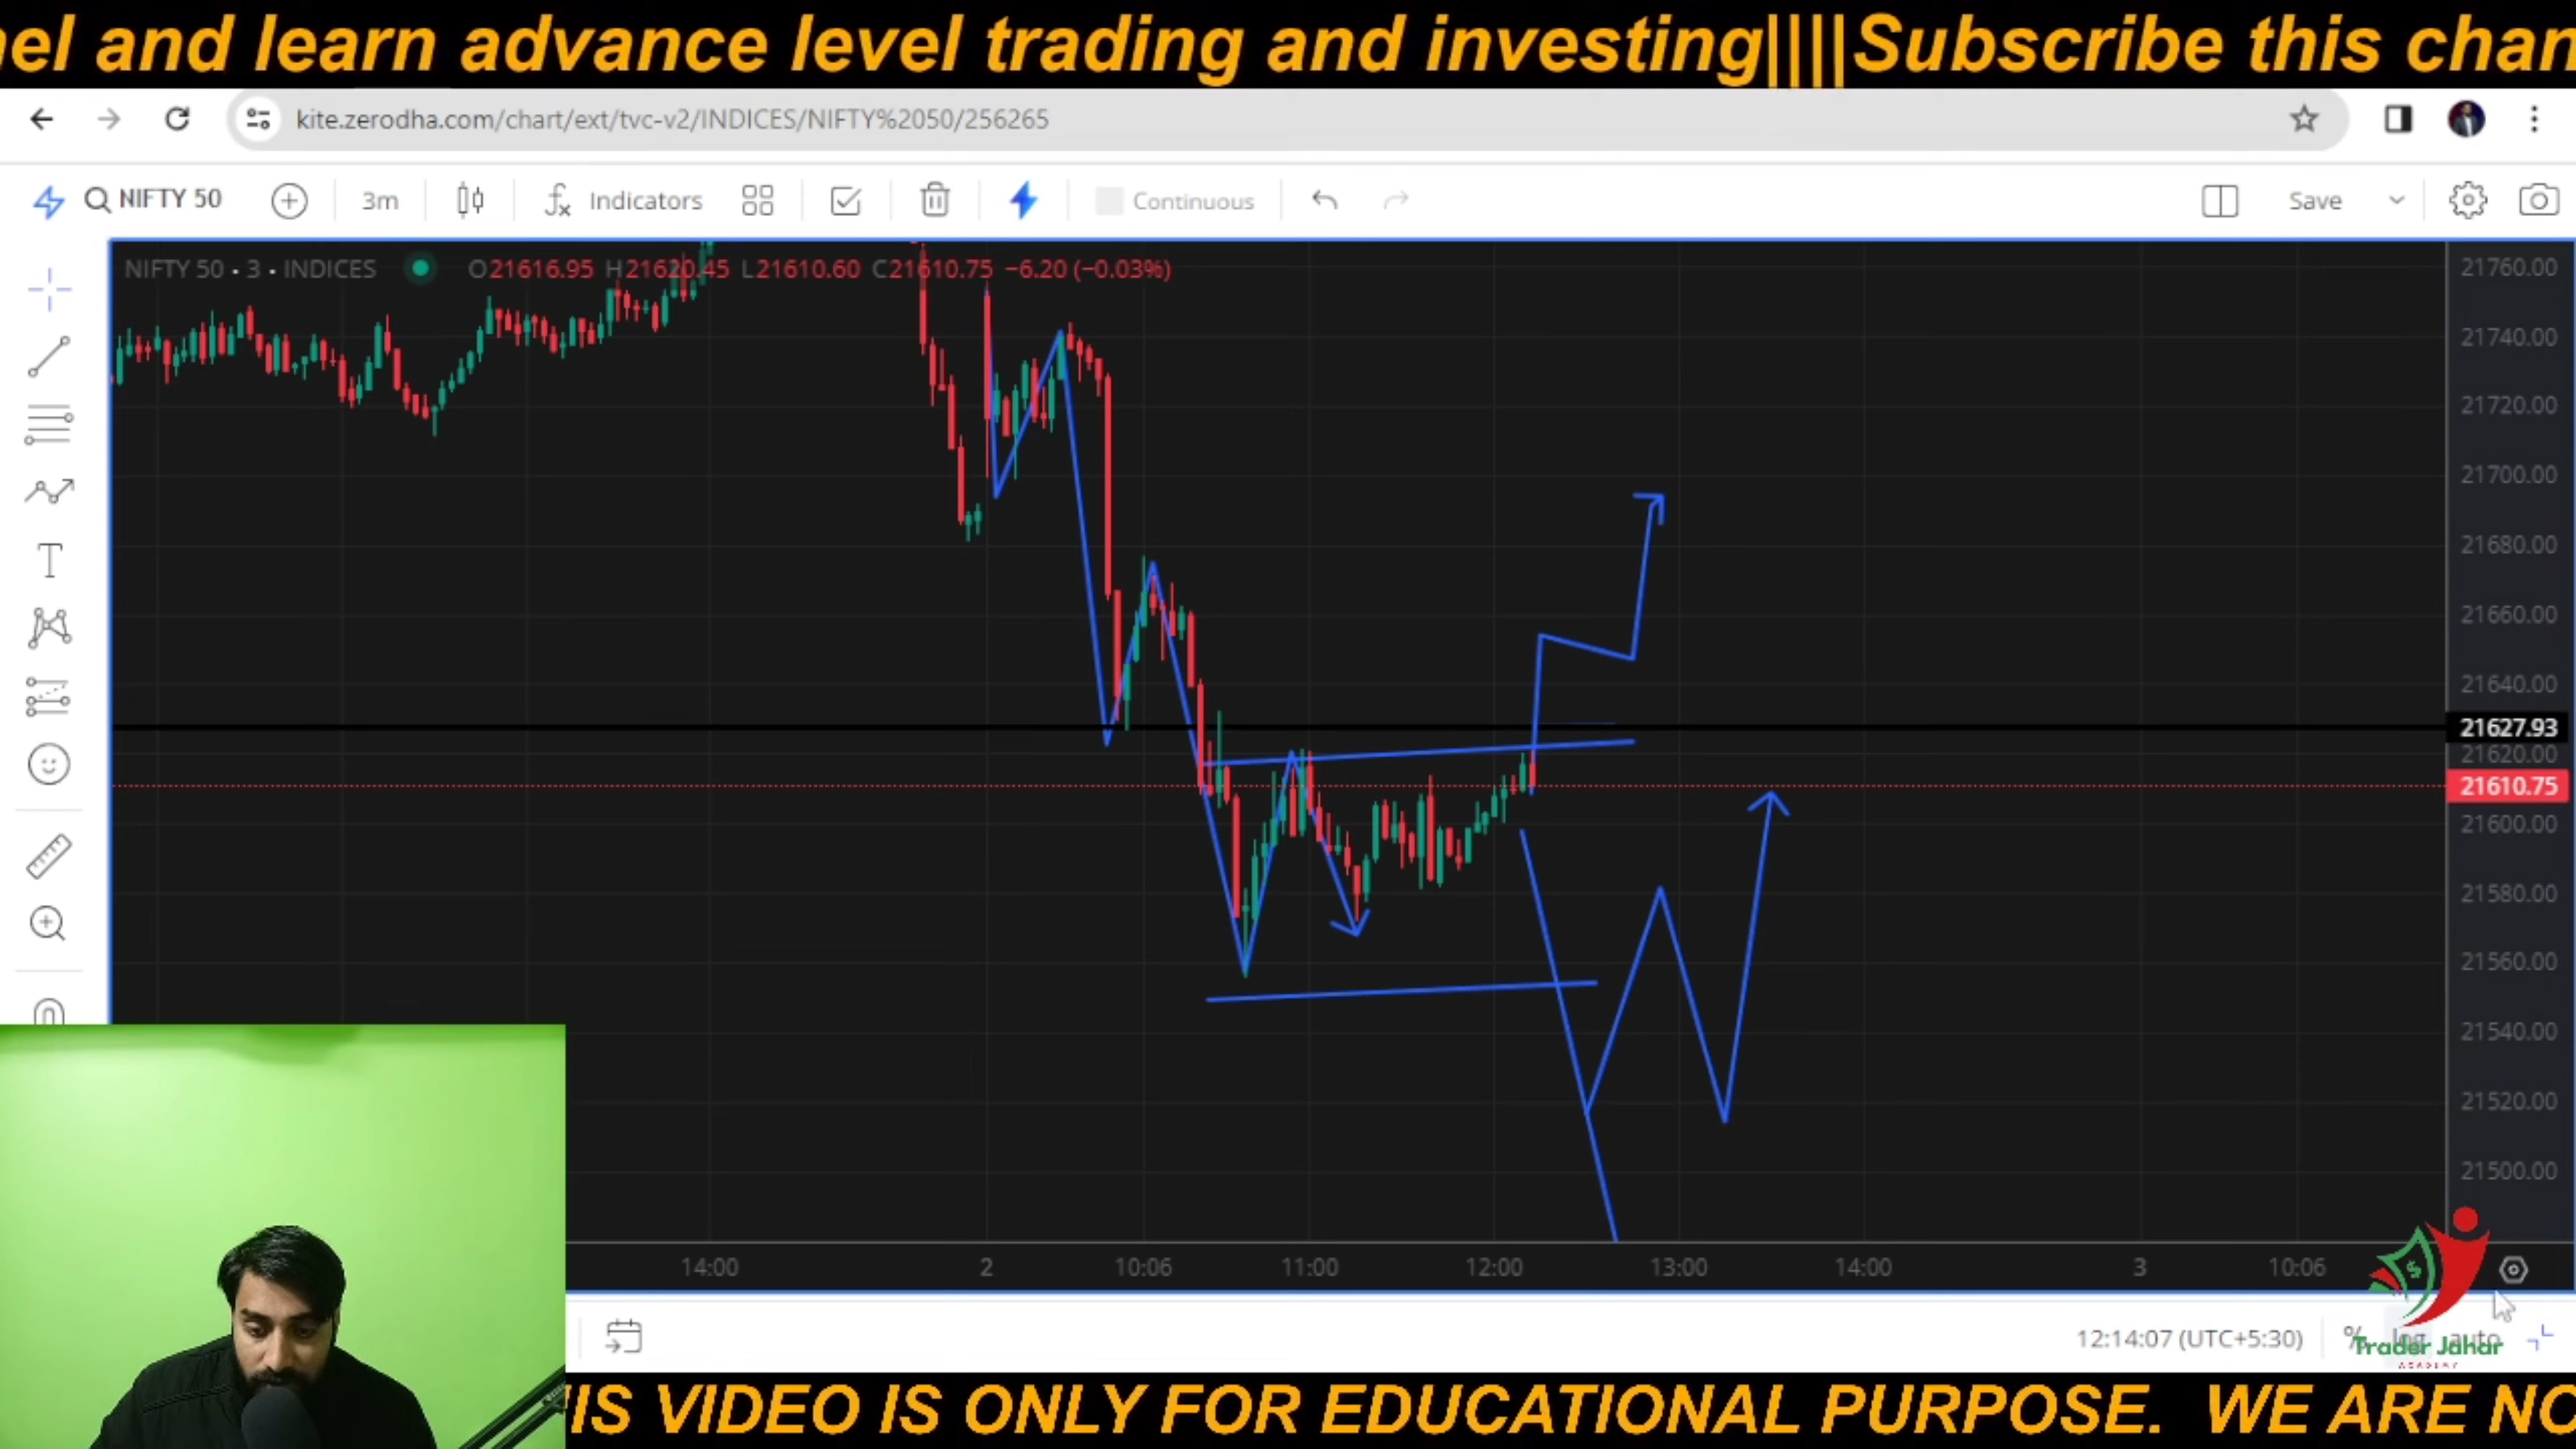 nel and learn advance level trading and investing||||Subscribe this chan
kite.zerodha.com/chart/ext/tvc-v2/INDICES/NIFTY%2050/256265
NIFTY 50 3m Indicators Continuous Save
NIFTY 50 • 3 • INDICES O21616.95 H21620.45 L21610.60 C21610.75 −6.20 (−0.03%)
21760.00
21740.00
21720.00
21700.00
21680.00
21660.00
21640.00
21627.93
21620.00
21610.75
21600.00
21580.00
21560.00
21540.00
21520.00
21500.00
14:00 2 10:06 11:00 12:00 13:00 14:00 3 10:06
12:14:07 (UTC+5:30) % log auto
Trader Jahar
ACADEMY
IS VIDEO IS ONLY FOR EDUCATIONAL PURPOSE. WE ARE NO